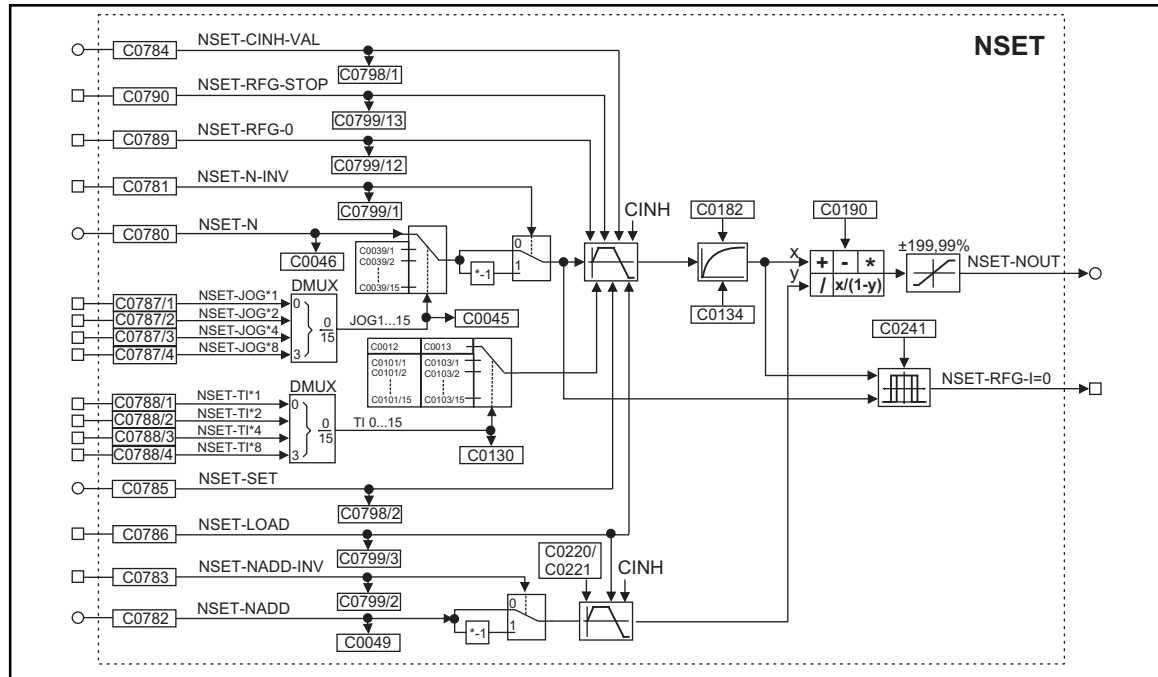 NSET
C0784 NSET-CINH-VAL
C0798/1
C0790 NSET-RFG-STOP
C0799/13
C0789 NSET-RFG-0
C0799/12
C0781 NSET-N-INV
C0799/1
C0780 NSET-N
C0046
C0039/1
C0039/2
C0039/15
*-1
0
1
CINH
C0182
C0134
x
y
C0190
+ - *
/ x/(1-y)
±199,99%
NSET-NOUT
C0787/1 NSET-JOG*1
C0787/2 NSET-JOG*2
C0787/3 NSET-JOG*4
C0787/4 NSET-JOG*8
DMUX
0
3
0
15
JOG1...15
C0045
C0241
NSET-RFG-I=0
C0012 C0013
C0101/1 C0103/1
C0101/2 C0103/2
C0101/15 C0103/15
C0788/1 NSET-TI*1
C0788/2 NSET-TI*2
C0788/3 NSET-TI*4
C0788/4 NSET-TI*8
DMUX
0
3
0
15
TI 0...15
C0130
C0785 NSET-SET
C0798/2
C0786 NSET-LOAD
C0799/3
C0783 NSET-NADD-INV
C0799/2
C0782 NSET-NADD
C0049
*-1
0
1
C0220/
C0221
CINH